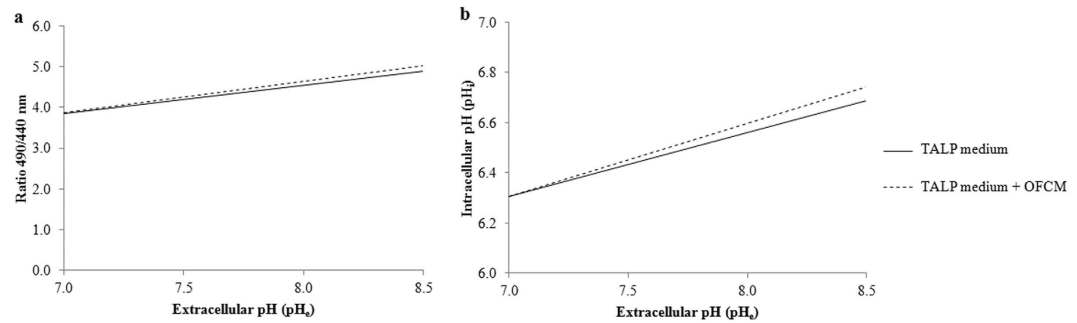 a
6.0
5.0
4.0
3.0
2.0
1.0
0.0
Ratio 490/440 nm
7.0 7.5 8.0 8.5
Extracellular pH (pHe)
b
7.0
6.8
6.6
6.4
6.2
6.0
Intracellular pH (pHi)
7.0 7.5 8.0 8.5
Extracellular pH (pHe)
TALP medium
TALP medium + OFCM